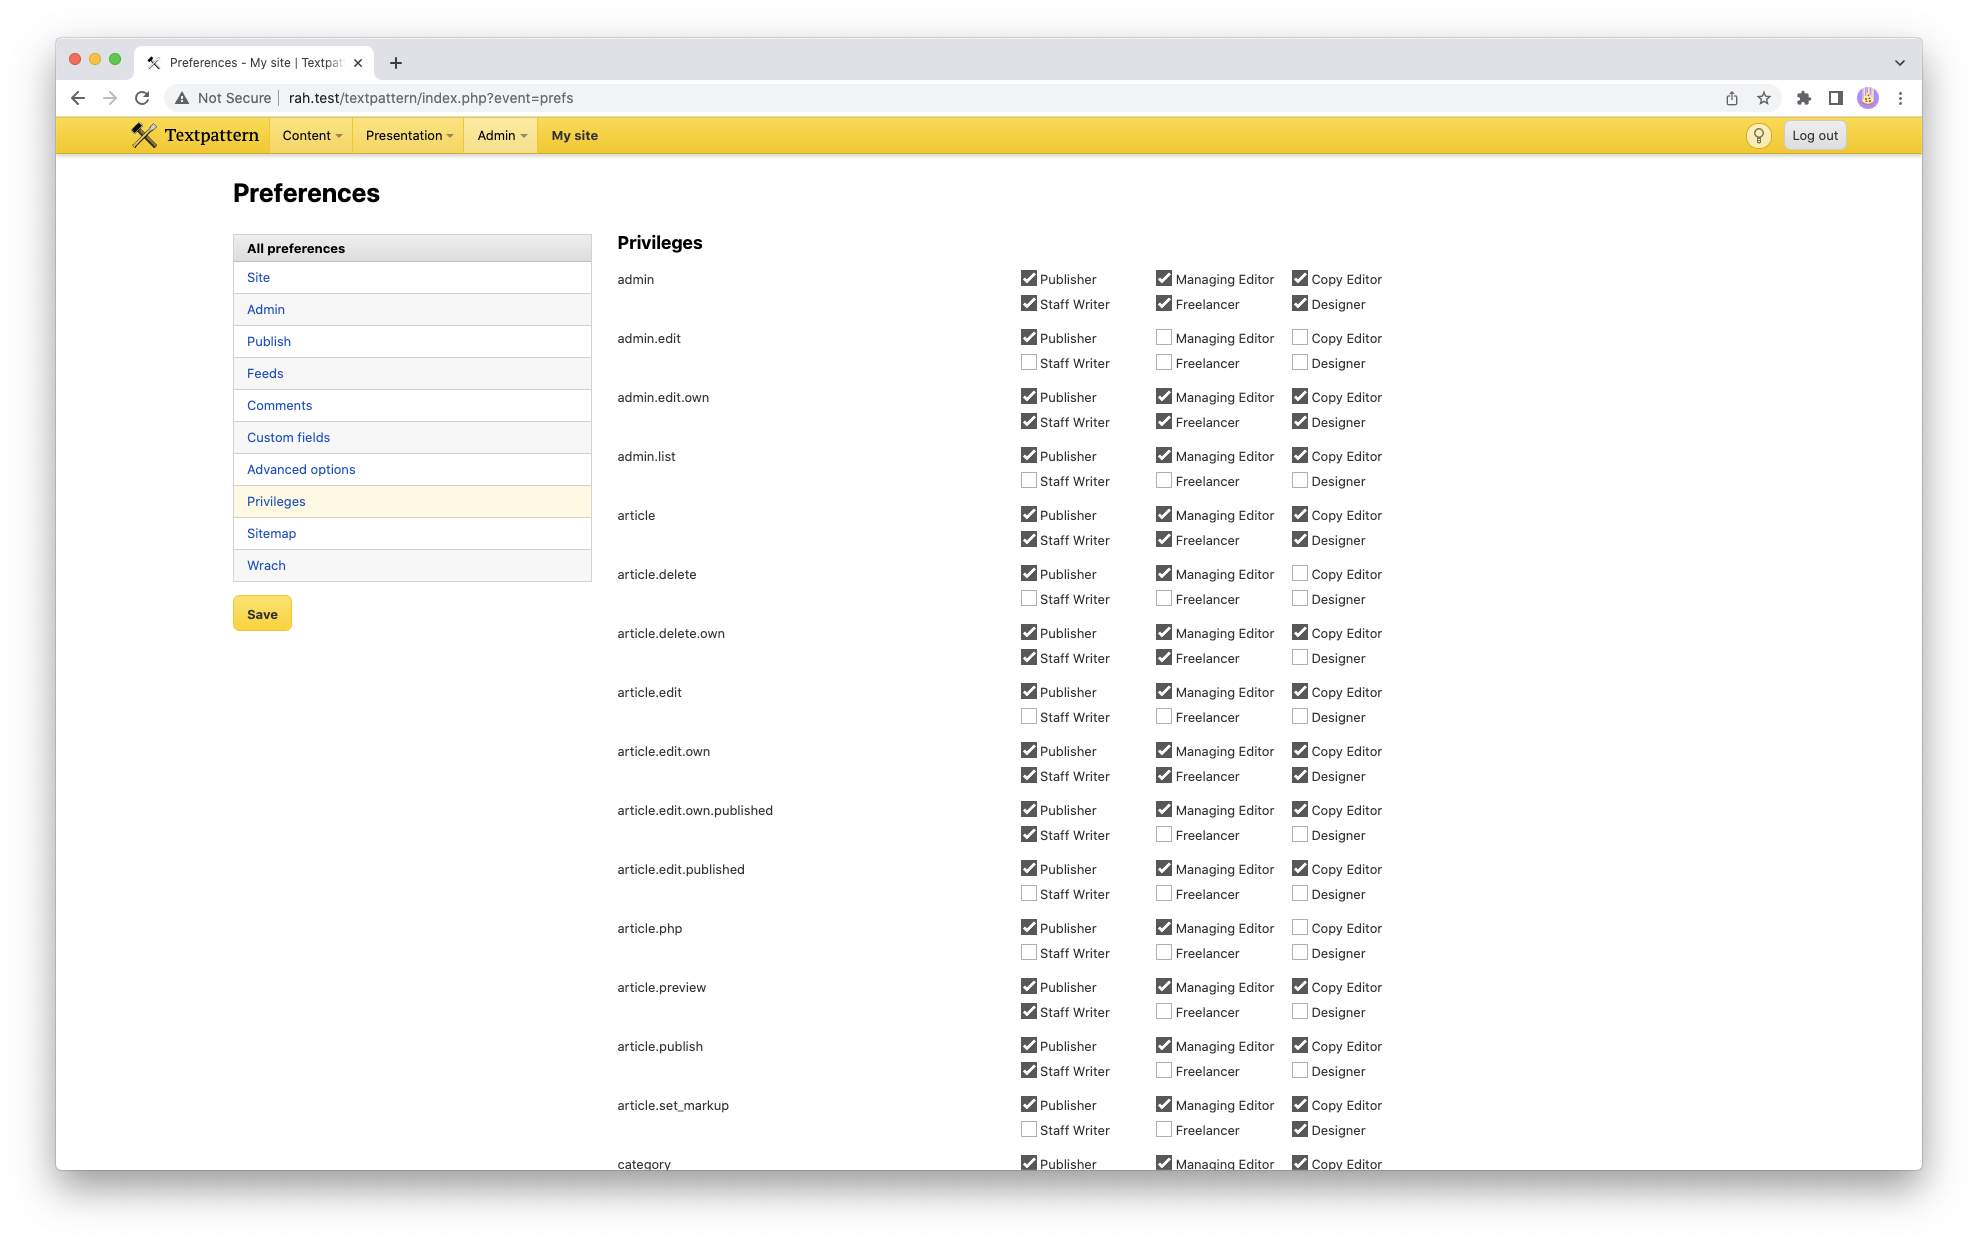 Preferences - My site | Textpat
Not Secure | rah.test/textpattern/index.php?event=prefs
Textpattern Content Presentation Admin My site Log out
Preferences
All preferences
Site
Admin
Publish
Feeds
Comments
Custom fields
Advanced options
Privileges
Sitemap
Wrach
Save
Privileges
admin Publisher Managing Editor Copy Editor
Staff Writer Freelancer Designer
admin.edit Publisher Managing Editor Copy Editor
Staff Writer Freelancer Designer
admin.edit.own Publisher Managing Editor Copy Editor
Staff Writer Freelancer Designer
admin.list Publisher Managing Editor Copy Editor
Staff Writer Freelancer Designer
article Publisher Managing Editor Copy Editor
Staff Writer Freelancer Designer
article.delete Publisher Managing Editor Copy Editor
Staff Writer Freelancer Designer
article.delete.own Publisher Managing Editor Copy Editor
Staff Writer Freelancer Designer
article.edit Publisher Managing Editor Copy Editor
Staff Writer Freelancer Designer
article.edit.own Publisher Managing Editor Copy Editor
Staff Writer Freelancer Designer
article.edit.own.published Publisher Managing Editor Copy Editor
Staff Writer Freelancer Designer
article.edit.published Publisher Managing Editor Copy Editor
Staff Writer Freelancer Designer
article.php Publisher Managing Editor Copy Editor
Staff Writer Freelancer Designer
article.preview Publisher Managing Editor Copy Editor
Staff Writer Freelancer Designer
article.publish Publisher Managing Editor Copy Editor
Staff Writer Freelancer Designer
article.set_markup Publisher Managing Editor Copy Editor
Staff Writer Freelancer Designer
category Publisher Managing Editor Copy Editor